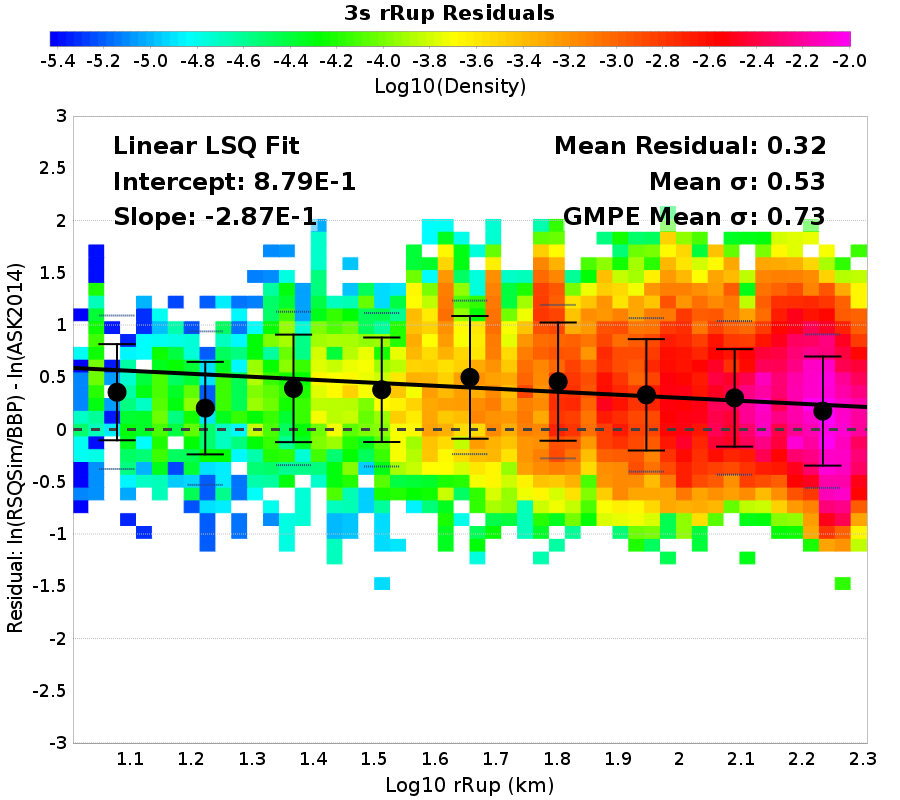 3s rRup Residuals
-5.4 -5.2 -5.0 -4.8 -4.6 -4.4 -4.2 -4.0 -3.8 -3.6 -3.4 -3.2 -3.0 -2.8 -2.6 -2.4 -2.2 -2.0
Log10(Density)
Linear LSQ Fit
Intercept: 8.79E-1
Slope: -2.87E-1
Mean Residual: 0.32
Mean σ: 0.53
GMPE Mean σ: 0.73
Residual: ln(RSQSim/BBP) - ln(ASK2014)
3
2.5
2
1.5
1
0.5
0
-0.5
-1
-1.5
-2
-2.5
-3
1.1 1.2 1.3 1.4 1.5 1.6 1.7 1.8 1.9 2 2.1 2.2 2.3
Log10 rRup (km)